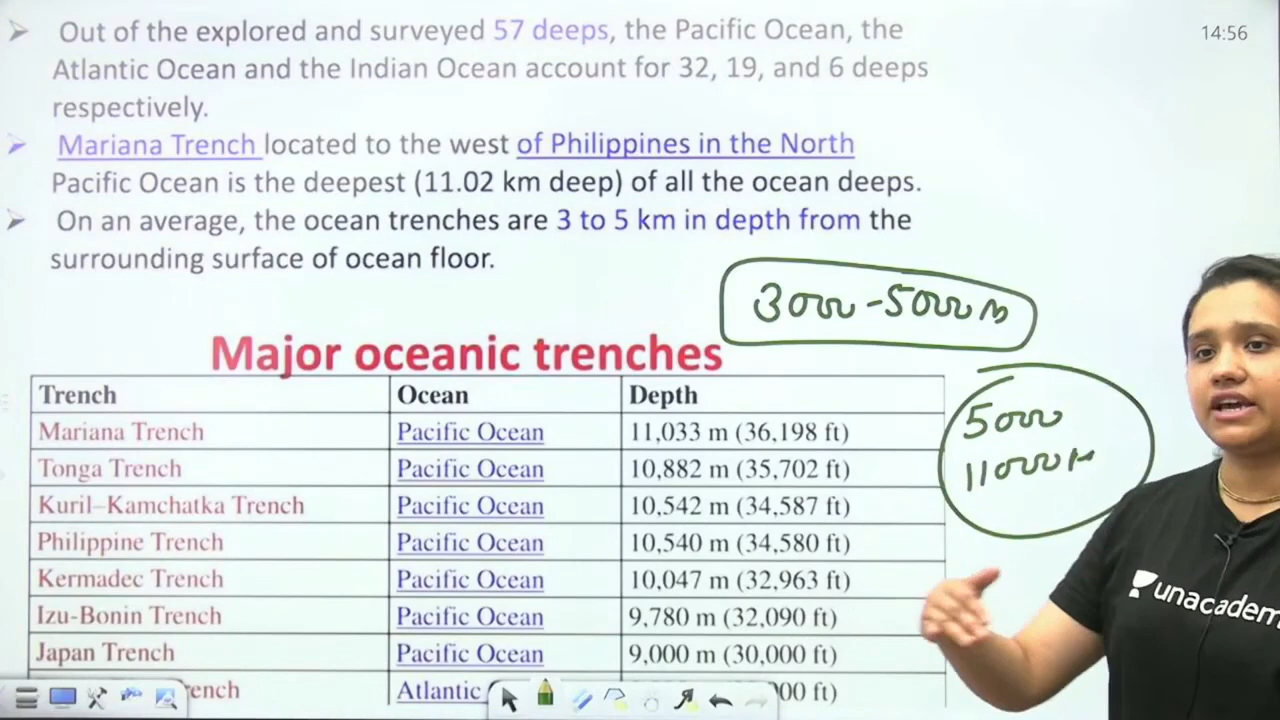 14:56
Out of the explored and surveyed 57 deeps, the Pacific Ocean, the
Atlantic Ocean and the Indian Ocean account for 32, 19, and 6 deeps
respectively.
Mariana Trench located to the west of Philippines in the North
Pacific Ocean is the deepest (11.02 km deep) of all the ocean deeps.
On an average, the ocean trenches are 3 to 5 km in depth from the
surrounding surface of ocean floor.
3000 - 5000 m
Major oceanic trenches
Trench Ocean Depth
Mariana Trench Pacific Ocean 11,033 m (36,198 ft)
Tonga Trench Pacific Ocean 10,882 m (35,702 ft)
Kuril–Kamchatka Trench Pacific Ocean 10,542 m (34,587 ft)
Philippine Trench Pacific Ocean 10,540 m (34,580 ft)
Kermadec Trench Pacific Ocean 10,047 m (32,963 ft)
Izu-Bonin Trench Pacific Ocean 9,780 m (32,090 ft)
Japan Trench Pacific Ocean 9,000 m (30,000 ft)
Atlantic
5000
11000 M
unacadem